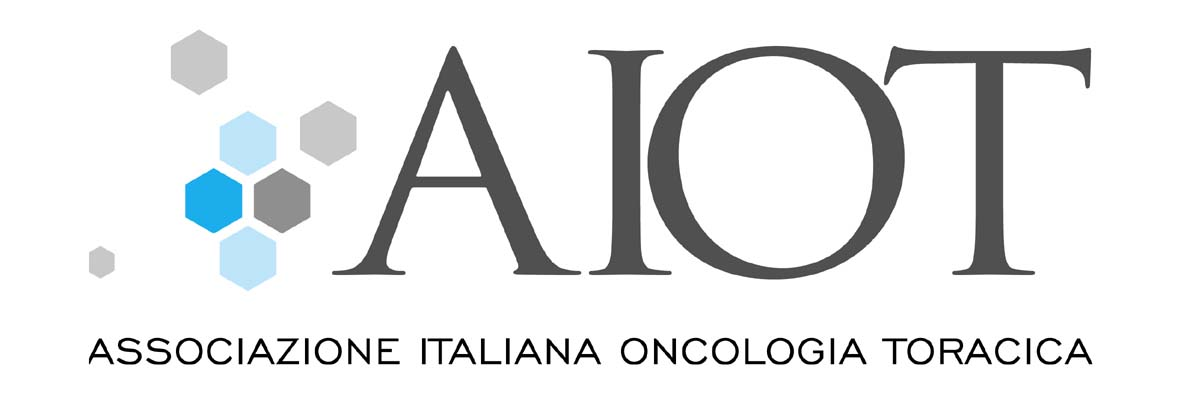 AIOT
ASSOCIAZIONE ITALIANA ONCOLOGIA TORACICA